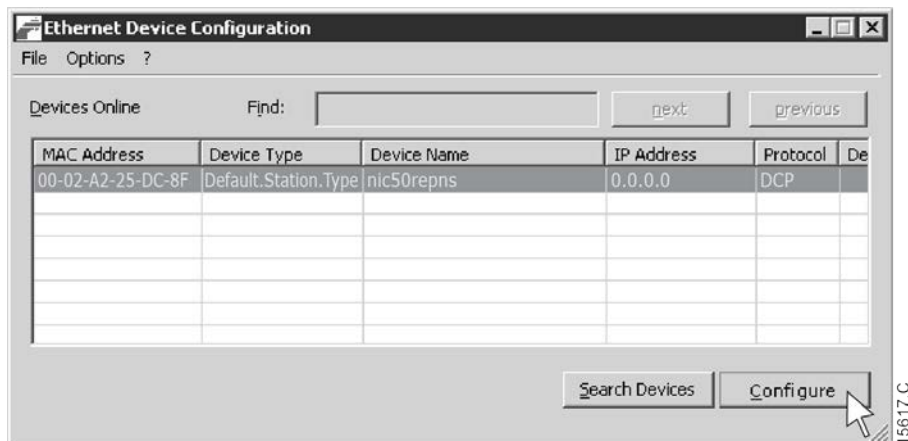 Ethernet Device Configuration
File Options ?
Devices Online Find: next previous
MAC Address Device Type Device Name IP Address Protocol De
00-02-A2-25-DC-8F Default.Station.Type nic50repns 0.0.0.0 DCP
Search Devices Configure
15617 C